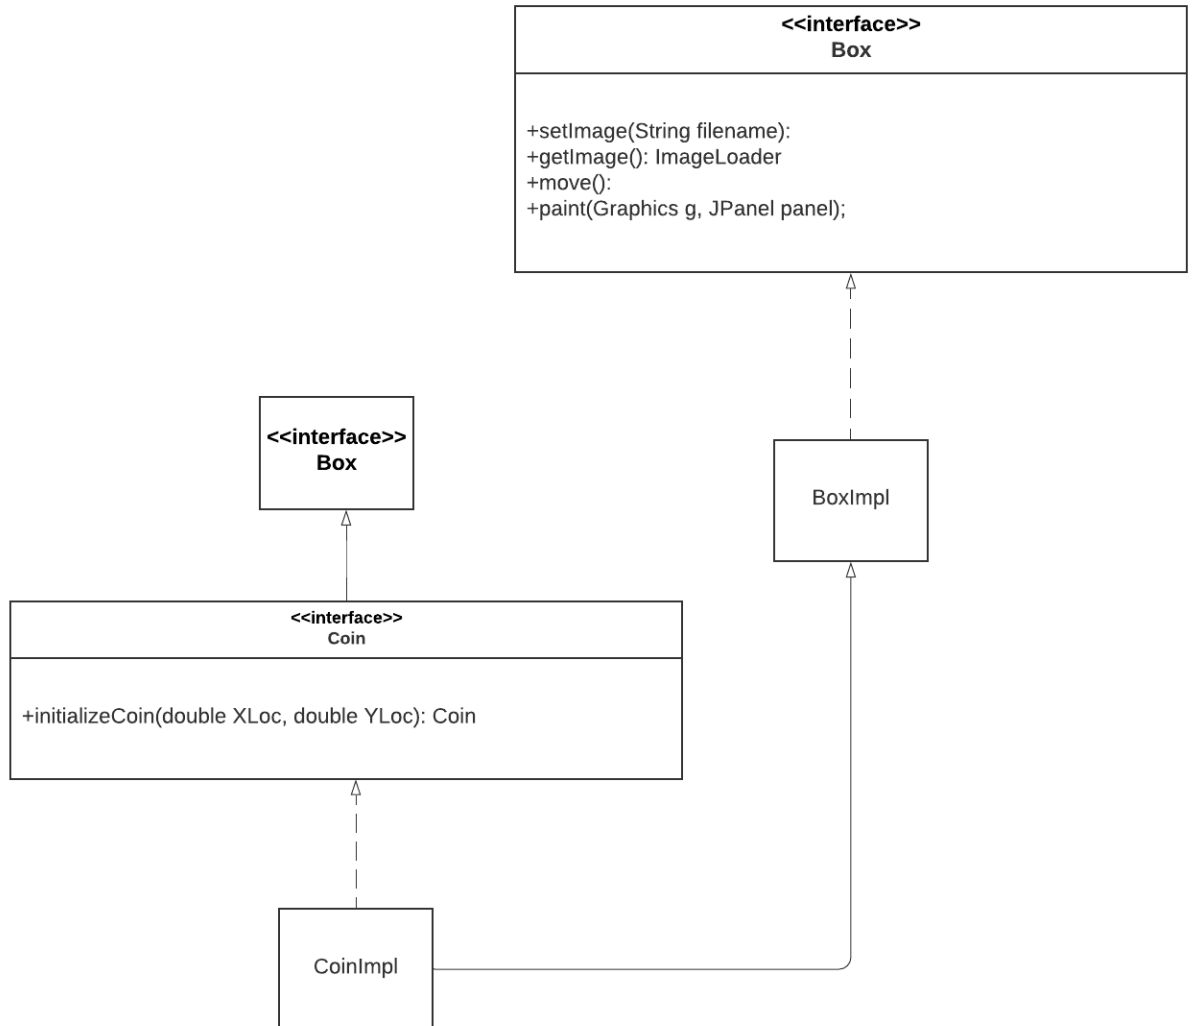 <<interface>>
Box
+setImage(String filename):
+getImage(): ImageLoader
+move():
+paint(Graphics g, JPanel panel);
<<interface>>
Box
BoxImpl
<<interface>>
Coin
+initializeCoin(double XLoc, double YLoc): Coin
CoinImpl